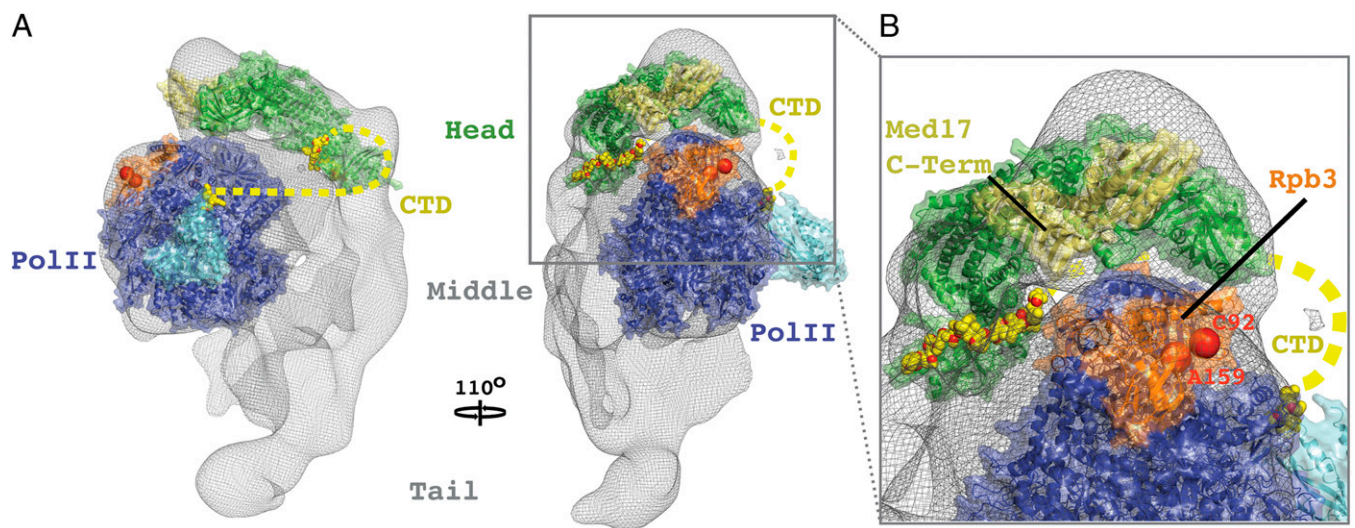 A
Head
CTD
PolII
CTD
Middle
PolII
110°
Tail
B
Med17
C-Term
Rpb3
C92
CTD
A159